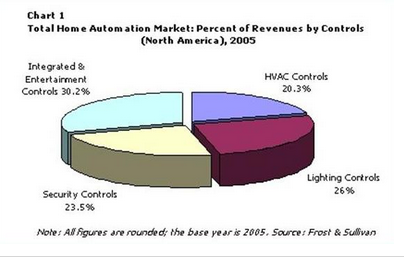 Chart 1
Total Home Automation Market: Percent of Revenues by Controls
(North America), 2005
Integrated &
Entertainment
Controls 30.2%
HVAC Controls
20.3%
Lighting Controls
26%
Security Controls
23.5%
Note: All figures are rounded; the base year is 2005. Source: Frost & Sullivan